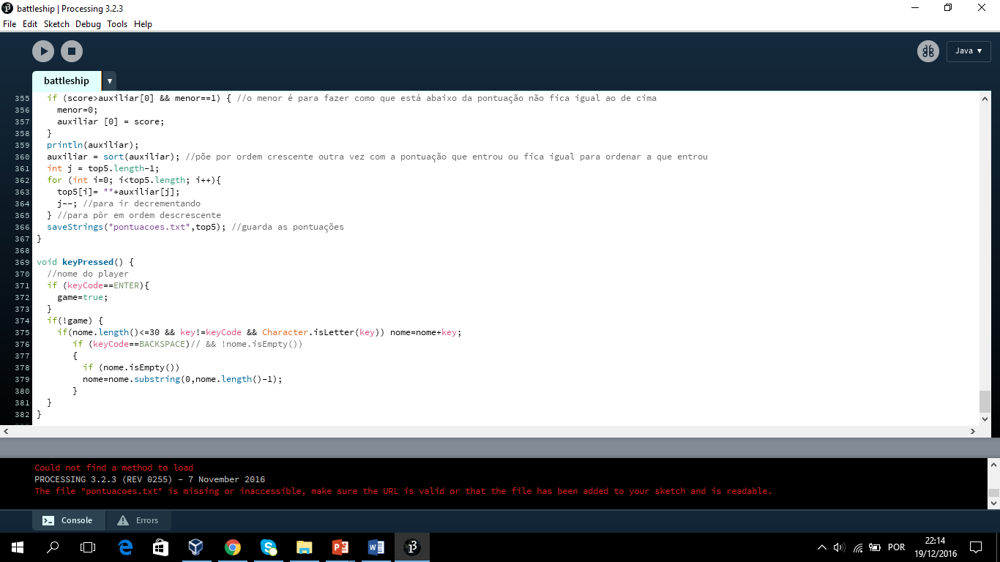 battleship | Processing 3.2.3
File Edit Sketch Debug Tools Help
Java ▼
battleship ▼
355 if (score>auxiliar[0] && menor==1) { //o menor é para fazer como que está abaixo da pontuação não fica igual ao de cima
356 menor=0;
357 auxiliar [0] = score;
358 }
359 println(auxiliar);
360 auxiliar = sort(auxiliar); //põe por ordem crescente outra vez com a pontuação que entrou ou fica igual para ordenar a que entrou
361 int j = top5.length-1;
362 for (int i=0; i<top5.length; i++){
363 top5[i]= ""+auxiliar[j];
364 j--; //para ir decrementando
365 } //para pôr em ordem descrescente
366 saveStrings("pontuacoes.txt",top5); //guarda as pontuações
367 }
368
369 void keyPressed() {
370 //nome do player
371 if (keyCode==ENTER){
372 game=true;
373 }
374 if(!game) {
375 if(nome.length()<=30 && key!=keyCode && Character.isLetter(key)) nome=nome+key;
376 if (keyCode==BACKSPACE)// && !nome.isEmpty())
377 {
378 if (nome.isEmpty())
379 nome=nome.substring(0,nome.length()-1);
380 }
381 }
382 }
Could not find a method to load
PROCESSING 3.2.3 (REV 0255) - 7 November 2016
The file "pontuacoes.txt" is missing or inaccessible, make sure the URL is valid or that the file has been added to your sketch and is readable.
Console Errors
POR
22:14
19/12/2016